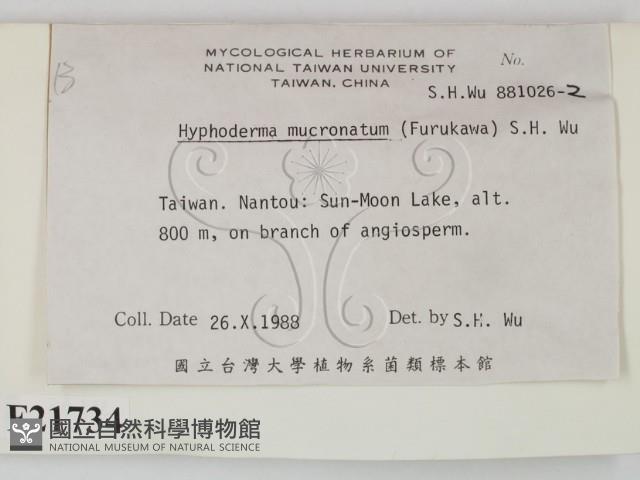 B
MYCOLOGICAL HERBARIUM OF
NATIONAL TAIWAN UNIVERSITY
TAIWAN, CHINA
No.
S.H.Wu 881026-2
Hyphoderma mucronatum (Furukawa) S.H. Wu
Taiwan. Nantou: Sun-Moon Lake, alt.
800 m, on branch of angiosperm.
Coll. Date 26.X.1988 Det. by S.H. Wu
國立台灣大學植物系菌類標本館
F21734
國立自然科學博物館
NATIONAL MUSEUM OF NATURAL SCIENCE